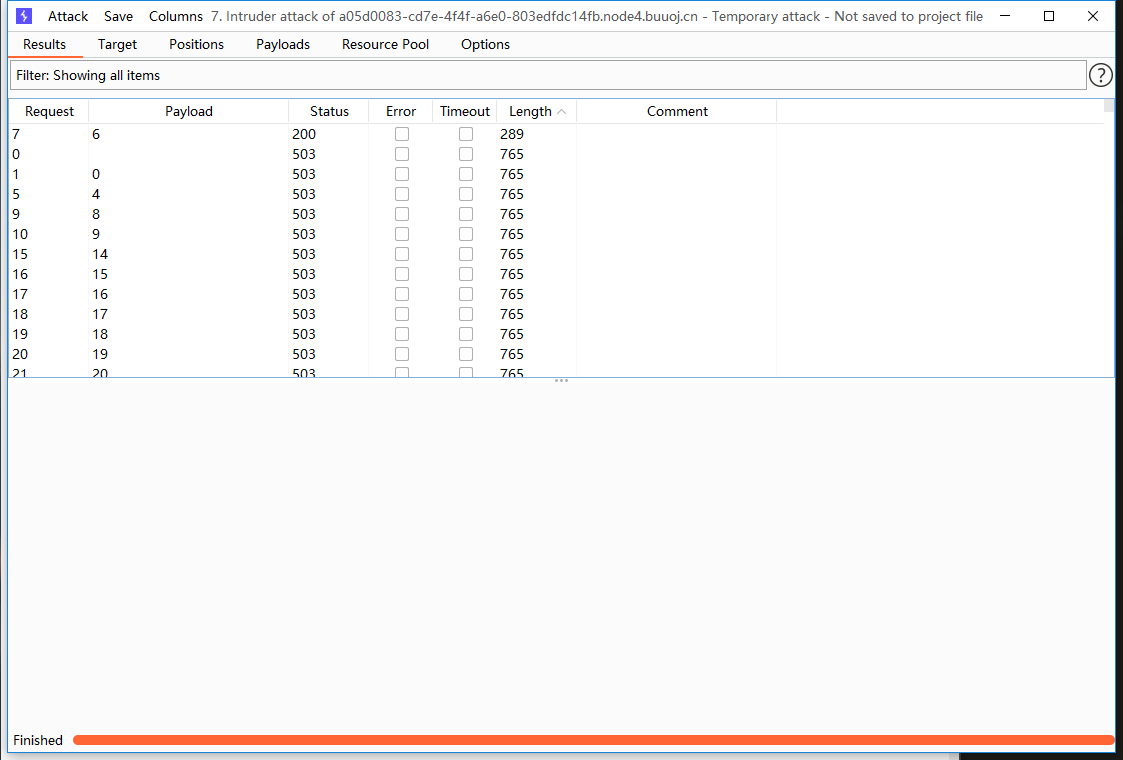 Attack Save Columns 7. Intruder attack of a05d0083-cd7e-4f4f-a6e0-803edfdc14fb.node4.buuoj.cn - Temporary attack - Not saved to project file
Results Target Positions Payloads Resource Pool Options
Filter: Showing all items ?
Request Payload Status Error Timeout Length Comment
7 6 200 289
0 503 765
1 0 503 765
5 4 503 765
9 8 503 765
10 9 503 765
15 14 503 765
16 15 503 765
17 16 503 765
18 17 503 765
19 18 503 765
20 19 503 765
21 20 503 765
Finished